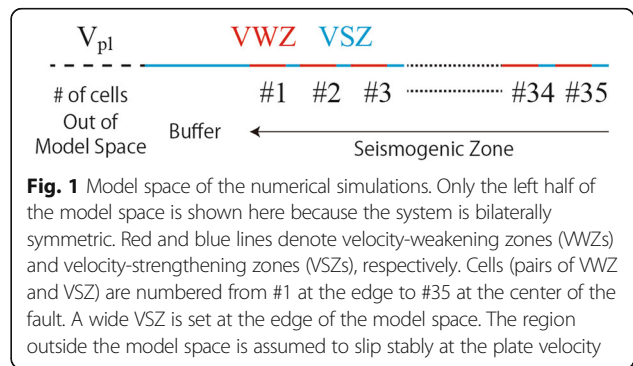 V_pl VWZ VSZ
# of cells #1 #2 #3 #34 #35
Out of
Model Space Buffer Seismogenic Zone
Fig. 1 Model space of the numerical simulations. Only the left half of
the model space is shown here because the system is bilaterally
symmetric. Red and blue lines denote velocity-weakening zones (VWZs)
and velocity-strengthening zones (VSZs), respectively. Cells (pairs of VWZ
and VSZ) are numbered from #1 at the edge to #35 at the center of the
fault. A wide VSZ is set at the edge of the model space. The region
outside the model space is assumed to slip stably at the plate velocity